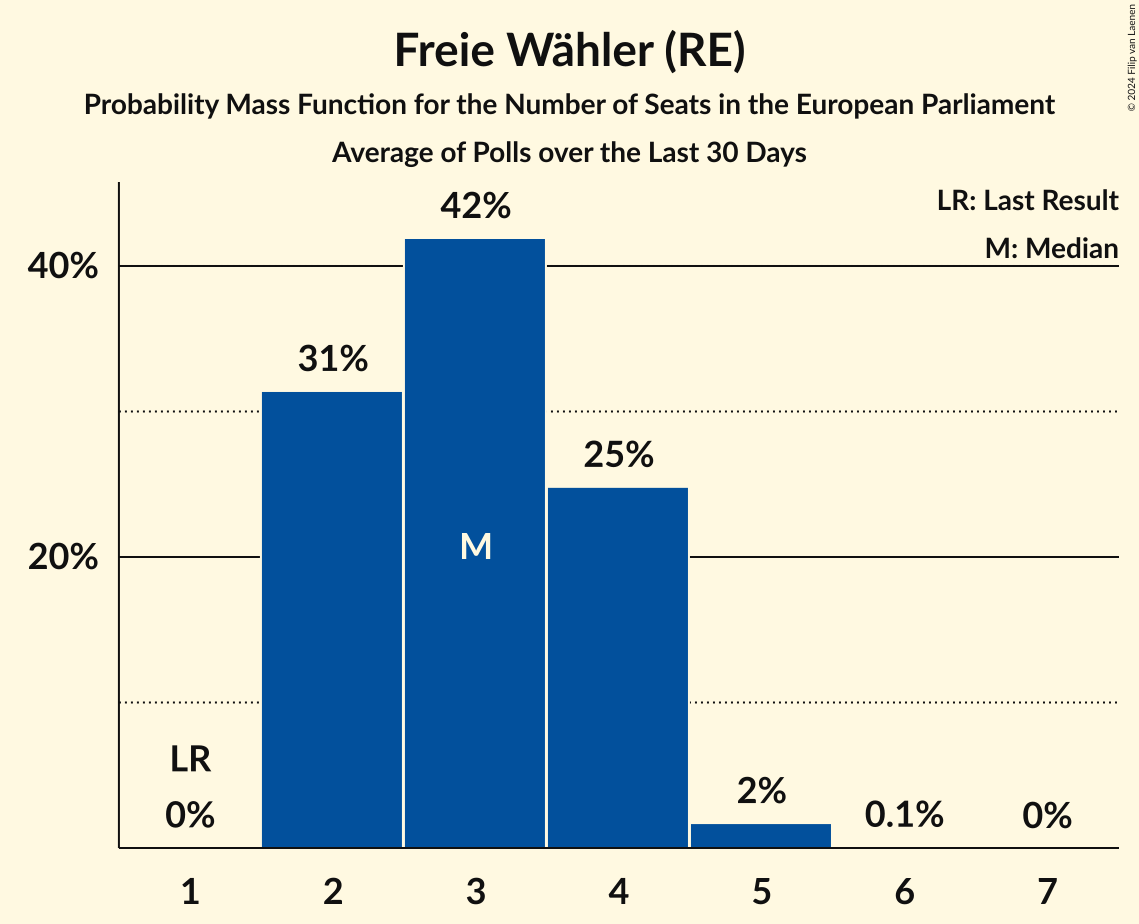 Freie Wähler (RE)
Probability Mass Function for the Number of Seats in the European Parliament
Average of Polls over the Last 30 Days
© 2024 Filip van Laenen
LR: Last Result
M: Median
42%
40%
31%
25%
M
20%
LR
0%
2%
0.1%
0%
1 2 3 4 5 6 7